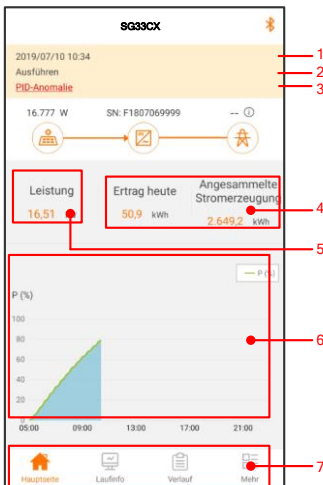 SG33CX
2019/07/10 10:34
1
Ausführen
2
PID-Anomalie
3
16.777 W
SN: F1807069999
--
Leistung
Ertrag heute
Angesammelte Stromerzeugung
16,51
50,9 kWh
2.649,2 kWh
4
5
P (%)
P (%)
100
80
60
40
20
0
6
05:00 09:00 13:00 17:00 21:00
Hauptseite Laufinfo Verlauf Mehr
7